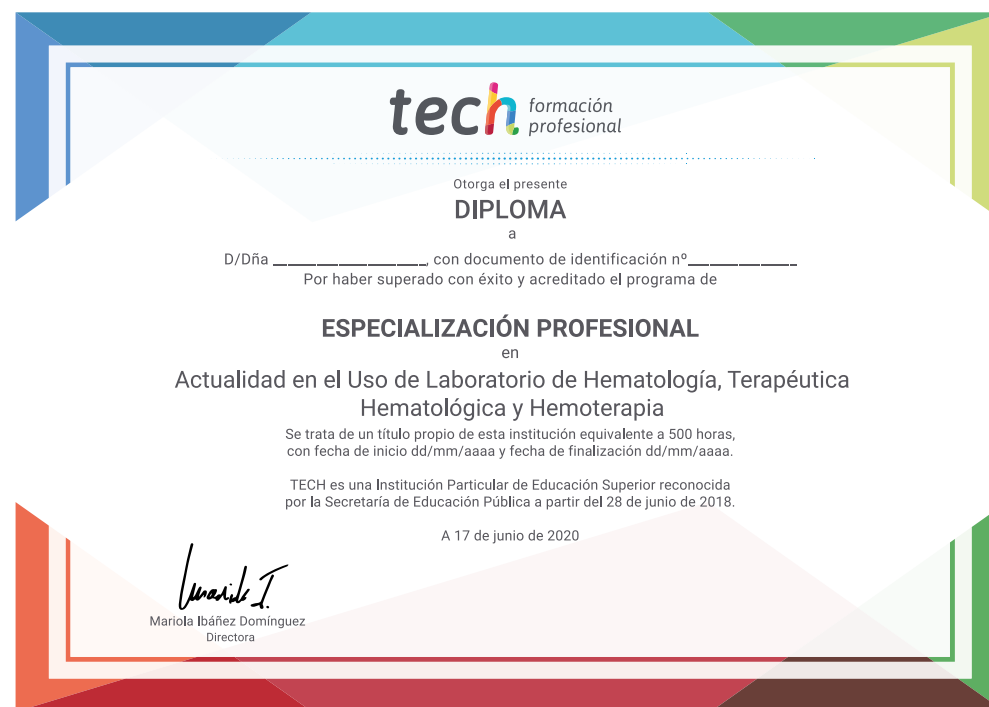 tech formación
profesional
Otorga el presente
DIPLOMA
a
D/Dña ____________________, con documento de identificación nº______________
Por haber superado con éxito y acreditado el programa de
ESPECIALIZACIÓN PROFESIONAL
en
Actualidad en el Uso de Laboratorio de Hematología, Terapéutica
Hematológica y Hemoterapia
Se trata de un título propio de esta institución equivalente a 500 horas,
con fecha de inicio dd/mm/aaaa y fecha de finalización dd/mm/aaaa.
TECH es una Institución Particular de Educación Superior reconocida
por la Secretaría de Educación Pública a partir del 28 de junio de 2018.
A 17 de junio de 2020
Mariola Ibáñez Domínguez
Directora